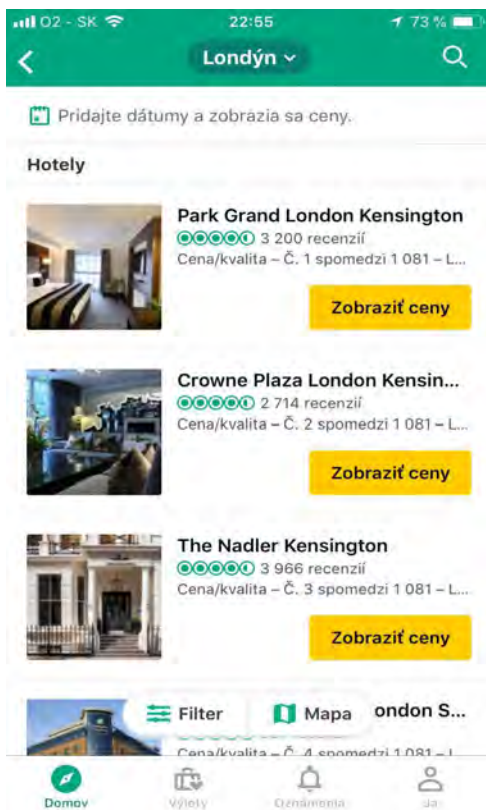 O2 - SK 22:55 73 %
Londýn
Pridajte dátumy a zobrazia sa ceny.
Hotely
Park Grand London Kensington
3 200 recenzií
Cena/kvalita – Č. 1 spomedzi 1 081 – L...
Zobraziť ceny
Crowne Plaza London Kensin...
2 714 recenzií
Cena/kvalita – Č. 2 spomedzi 1 081 – L...
Zobraziť ceny
The Nadler Kensington
3 966 recenzií
Cena/kvalita – Č. 3 spomedzi 1 081 – L...
Zobraziť ceny
ondon S...
Filter Mapa
Cena/kvalita – Č. 4 spomedzi 1 081 – L
Domov Výlety Oznámenia Ja